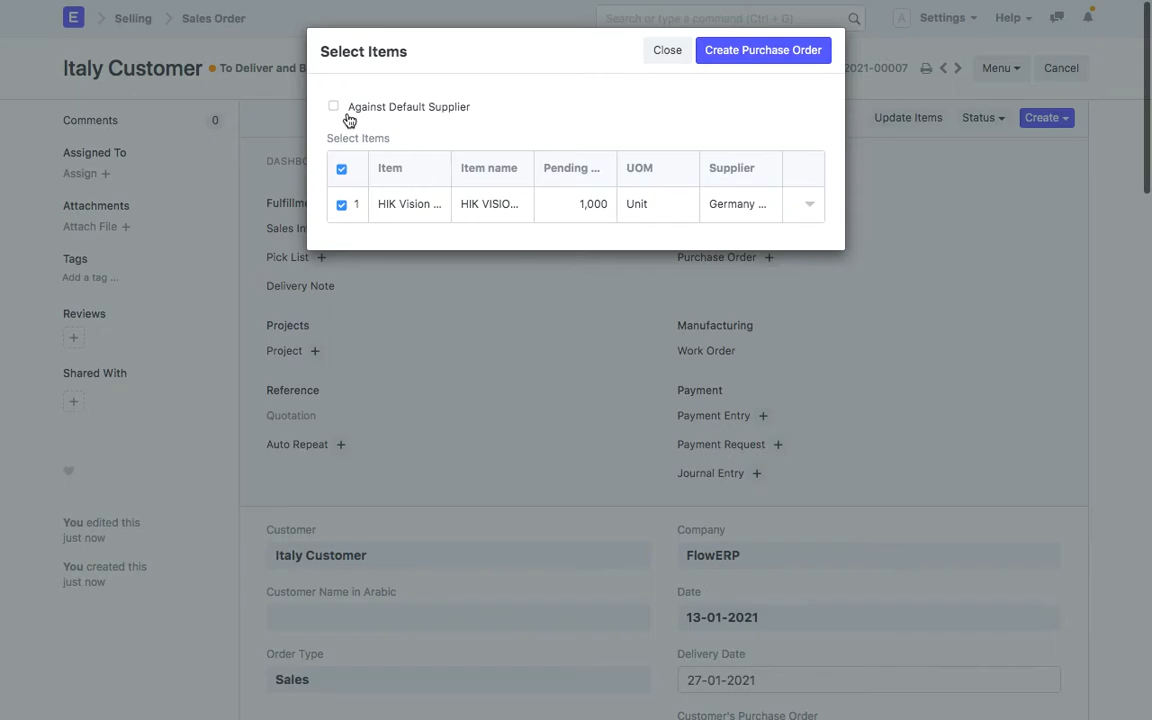 E Selling Sales Order Search or type a command (Ctrl + G) A Settings Help
Select Items Close Create Purchase Order
Italy Customer To Deliver and B 2021-00007 Menu Cancel
Against Default Supplier
Comments 0 Update Items Status Create
Select Items
Assigned To
Assign +
DASHBO
Item Item name Pending ... UOM Supplier
Attachments
Attach File +
Fulfillme
1 HIK Vision ... HIK VISIO... 1,000 Unit Germany ...
Sales In
Tags
Add a tag ...
Pick List + Purchase Order +
Delivery Note
Reviews
+
Projects Manufacturing
Project + Work Order
Shared With
+
Reference Payment
Quotation Payment Entry +
Auto Repeat + Payment Request +
Journal Entry +
You edited this
just now
You created this
just now
Customer Company
Italy Customer FlowERP
Customer Name in Arabic Date
13-01-2021
Order Type Delivery Date
Sales 27-01-2021
Customer's Purchase Order